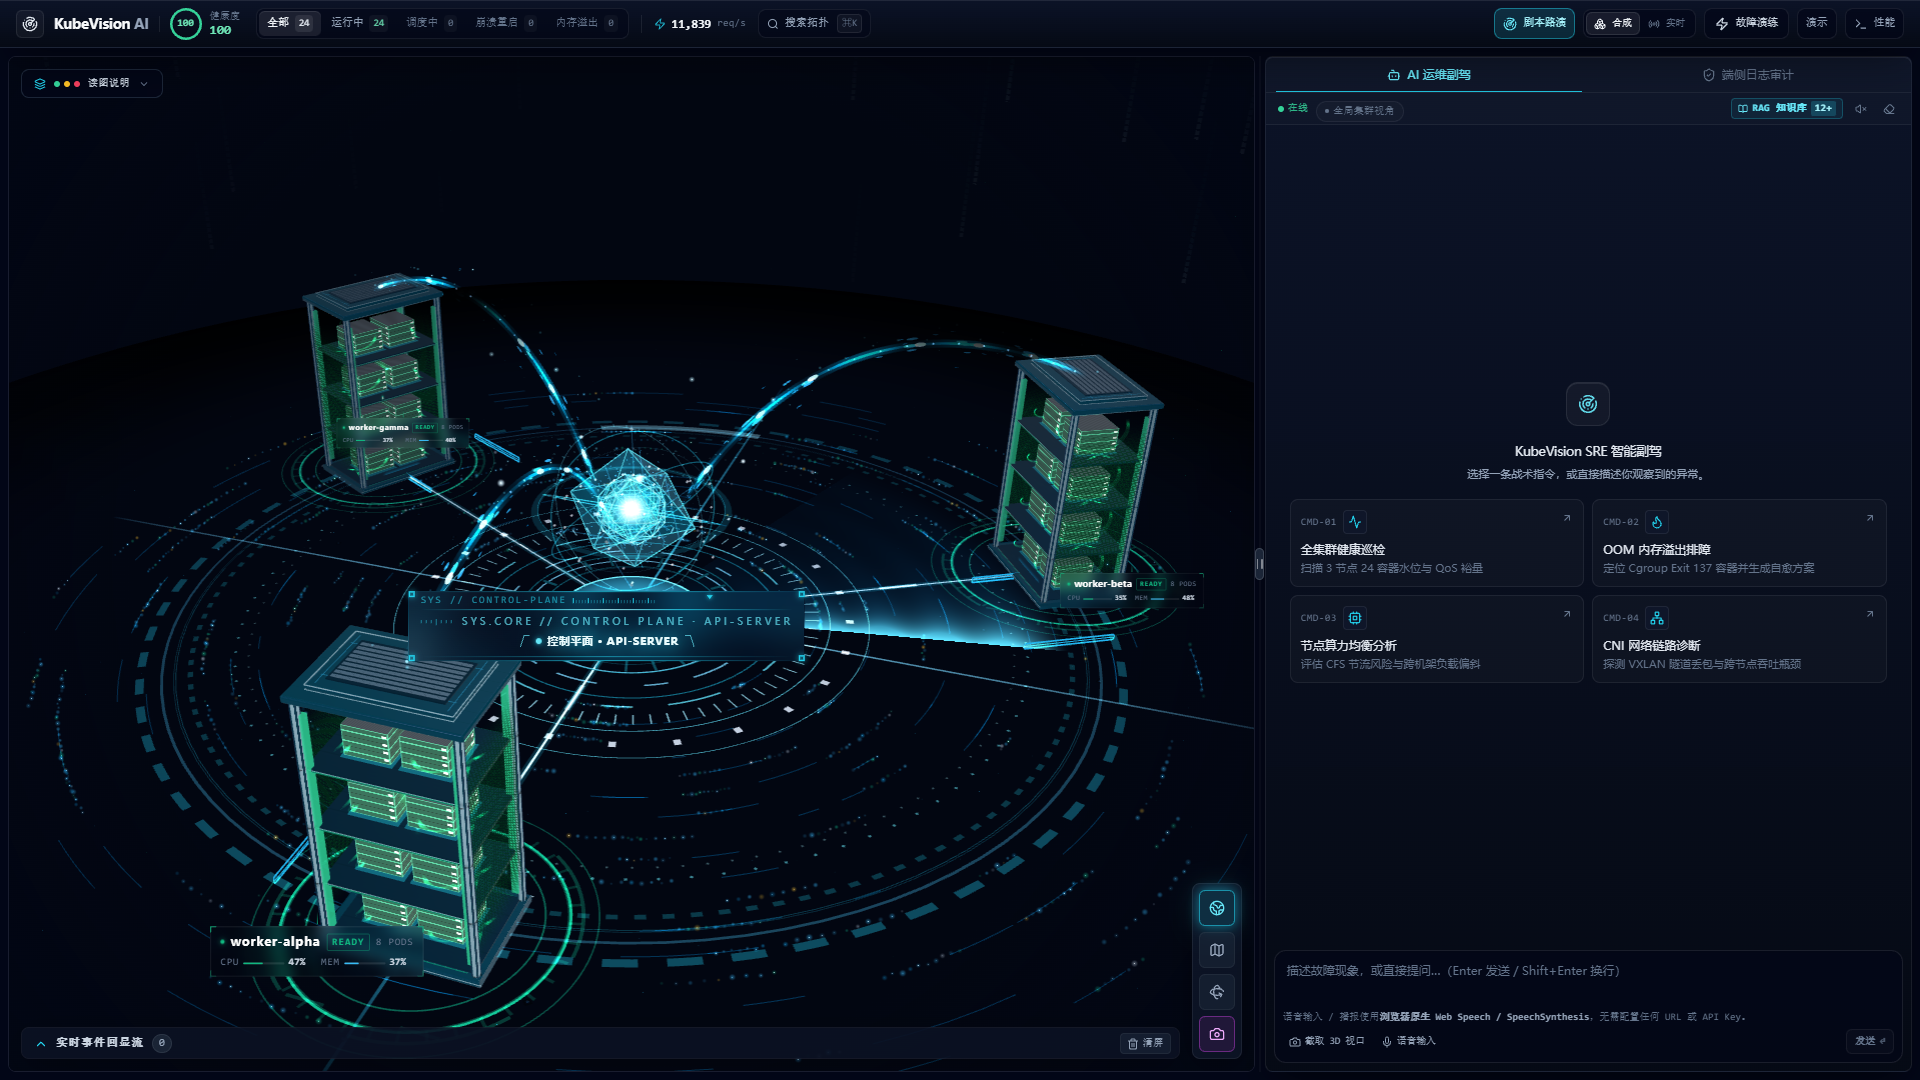 KubeVision AI
100
健康度
100
全部 24
运行中 24
调度中 0
崩溃重启 0
内存溢出 0
11,839 req/s
搜索拓扑 ⌘K
剧本路演
合成
实时
故障演练
演示
性能
读图说明
AI 运维副驾
端侧日志审计
在线
全局集群视角
RAG 知识库 12+
worker-gamma READY 8 PODS
CPU 37% MEM 40%
worker-beta READY 8 PODS
CPU 35% MEM 48%
SYS // CONTROL-PLANE
SYS.CORE // CONTROL PLANE · API-SERVER
控制平面 • API-SERVER
worker-alpha READY 8 PODS
CPU 47% MEM 37%
KubeVision SRE 智能副驾
选择一条战术指令，或直接描述你观察到的异常。
CMD-01
全集群健康巡检
扫描 3 节点 24 容器水位与 QoS 裕量
CMD-02
OOM 内存溢出排障
定位 Cgroup Exit 137 容器并生成自愈方案
CMD-03
节点算力均衡分析
评估 CFS 节流风险与跨机架负载偏斜
CMD-04
CNI 网络链路诊断
探测 VXLAN 隧道丢包与跨节点吞吐瓶颈
描述故障现象，或直接提问...（Enter 发送 / Shift+Enter 换行）
语音输入 / 播报使用浏览器原生 Web Speech / SpeechSynthesis，无需配置任何 URL 或 API Key。
截取 3D 视口
语音输入
发送
实时事件回显流 0
清屏